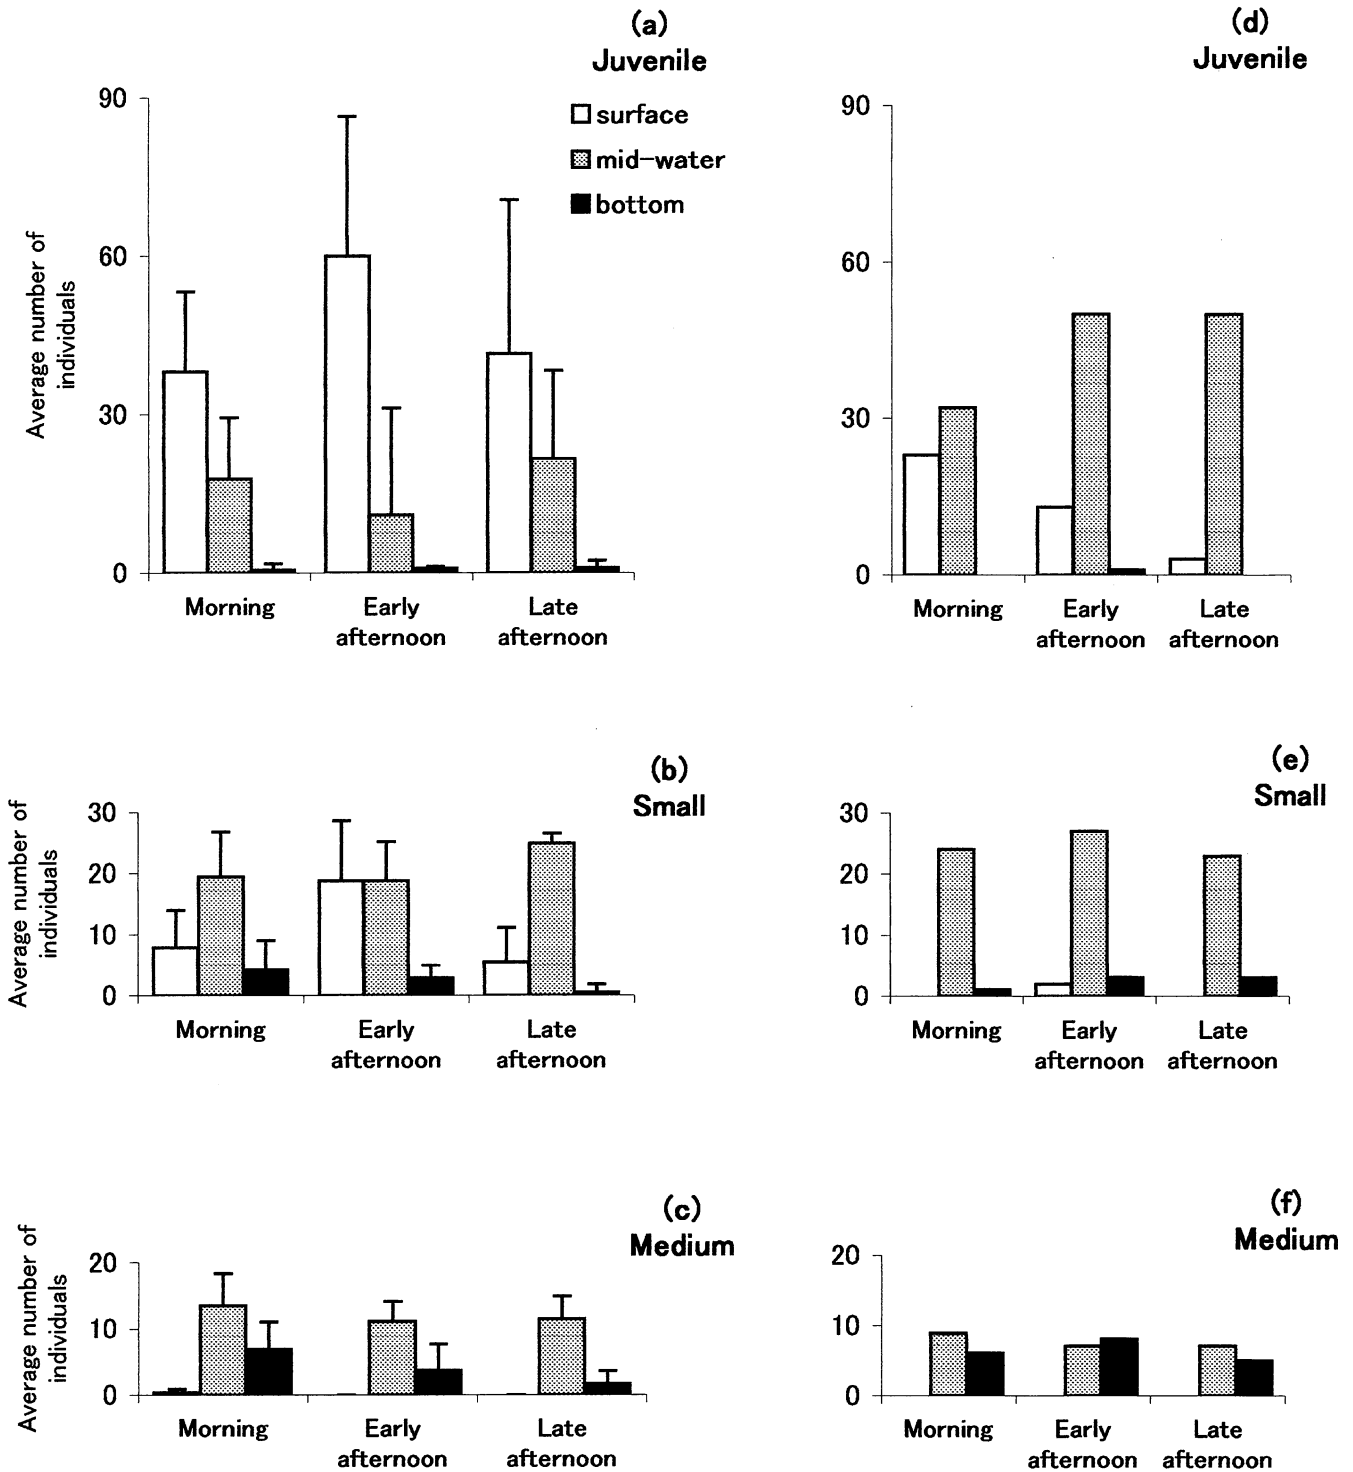 (a)
Juvenile
surface
mid-water
bottom
90
60
30
0
Average number of
individuals
Morning
Early
afternoon
Late
afternoon
(d)
Juvenile
90
60
30
0
Morning
Early
afternoon
Late
afternoon
(b)
Small
30
20
10
0
Average number of
individuals
Morning
Early
afternoon
Late
afternoon
(e)
Small
30
20
10
0
Morning
Early
afternoon
Late
afternoon
(c)
Medium
20
10
0
Average number of
individuals
Morning
Early
afternoon
Late
afternoon
(f)
Medium
20
10
0
Morning
Early
afternoon
Late
afternoon